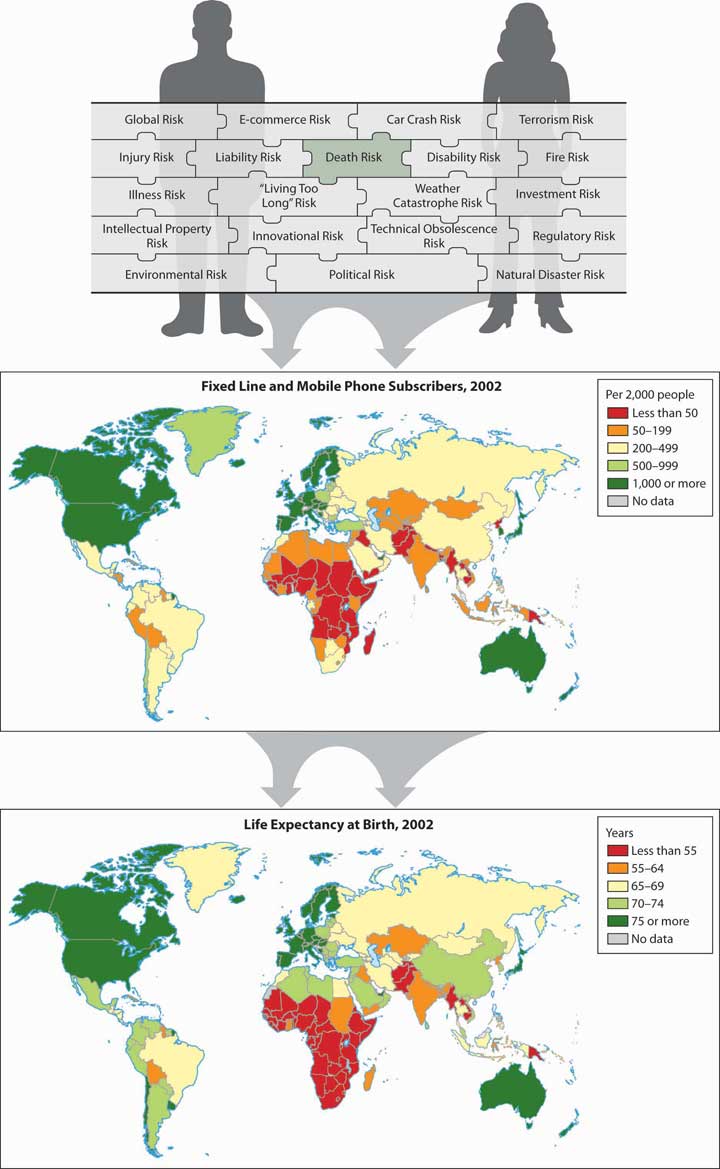 Global Risk
E-commerce Risk
Car Crash Risk
Terrorism Risk
Injury Risk
Liability Risk
Death Risk
Disability Risk
Fire Risk
Illness Risk
“Living Too
Long” Risk
Weather
Catastrophe Risk
Investment Risk
Intellectual Property
Risk
Innovational Risk
Technical Obsolescence
Risk
Regulatory Risk
Environmental Risk
Political Risk
Natural Disaster Risk
Fixed Line and Mobile Phone Subscribers, 2002
Per 2,000 people
Less than 50
50–199
200–499
500–999
1,000 or more
No data
Life Expectancy at Birth, 2002
Years
Less than 55
55–64
65–69
70–74
75 or more
No data